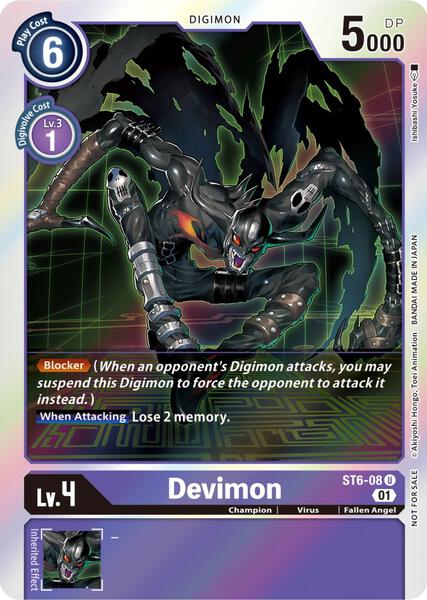 Play Cost
6
DIGIMON
DP
5000
Digivolve Cost
Lv.3
1
Ishibashi Yosuke
Blocker (When an opponent's Digimon attacks, you may
suspend this Digimon to force the opponent to attack it
instead.)
When Attacking Lose 2 memory.
©Akiyoshi Hongo, Toei Animation BANDAI MADE IN JAPAN
NOT FOR SALE
Lv.4
Devimon
ST6-08 U
01
Champion | Virus | Fallen Angel
Inherited Effect
–